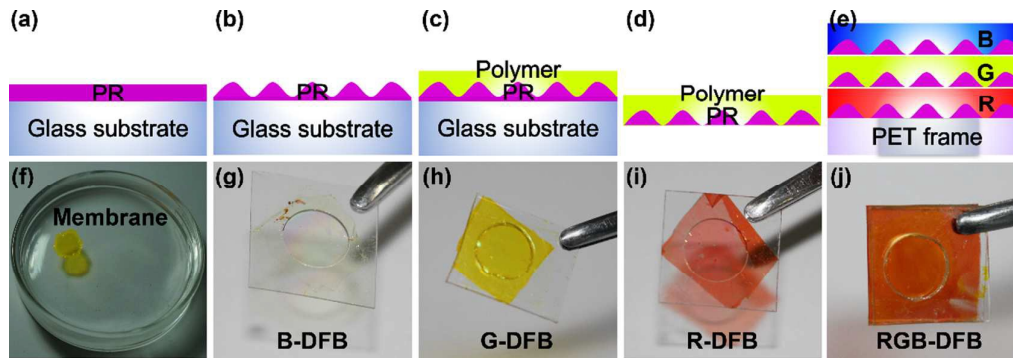 (a)
PR
Glass substrate
(b)
PR
Glass substrate
(c)
Polymer
PR
Glass substrate
(d)
Polymer
PR
(e)
B
G
R
PET frame
(f)
Membrane
(g)
B-DFB
(h)
G-DFB
(i)
R-DFB
(j)
RGB-DFB